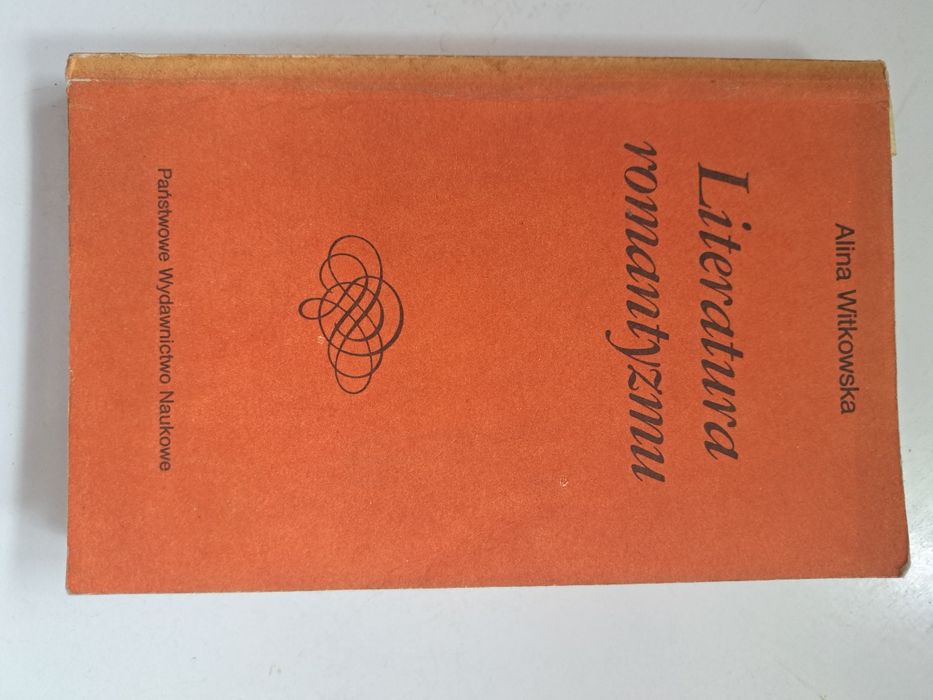 Alina Witkowska
Literatura
romantyzmu
Państwowe Wydawnictwo Naukowe